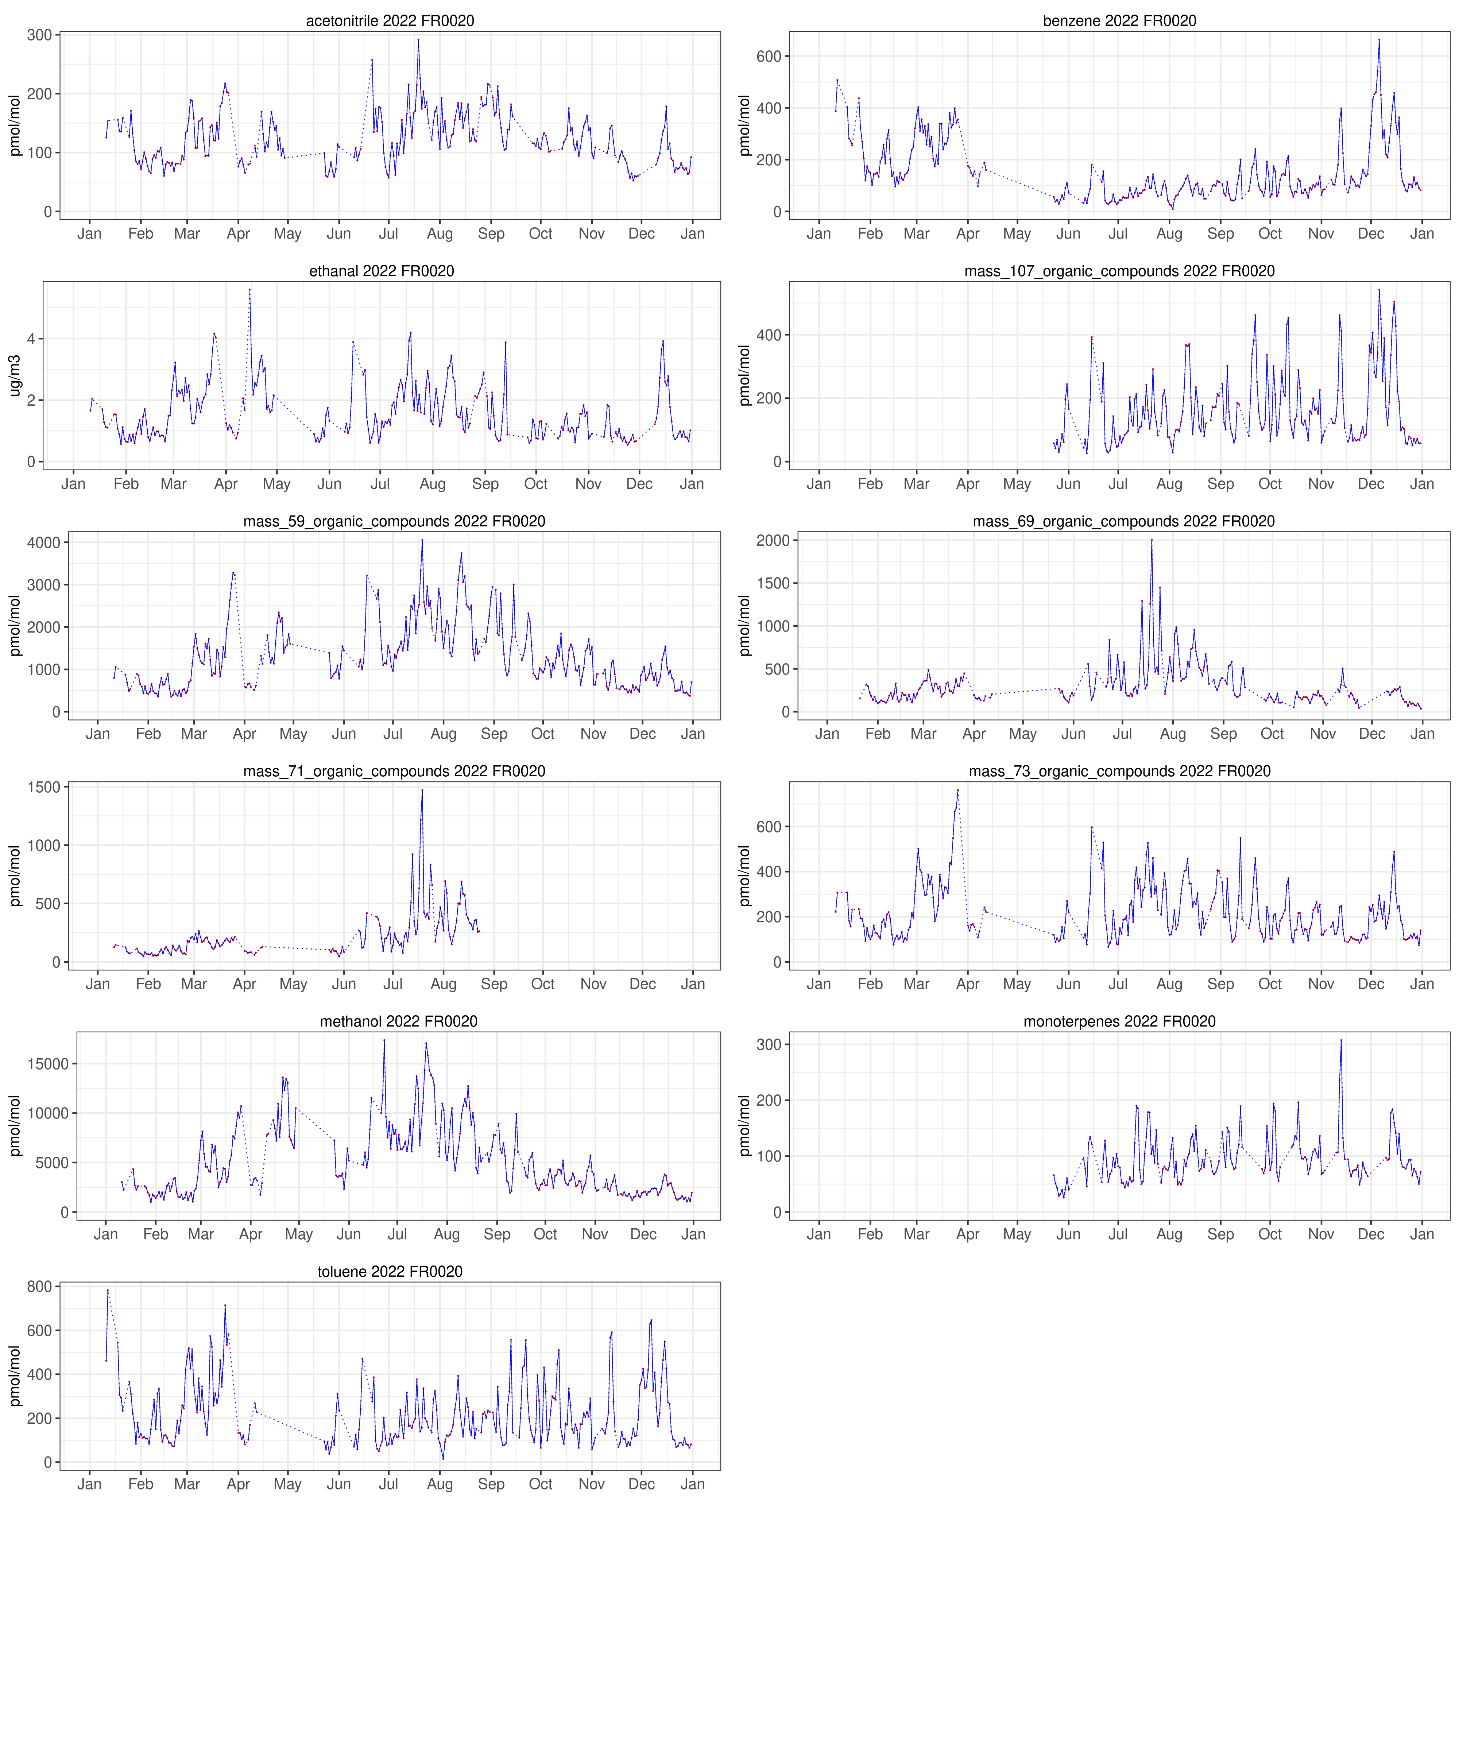 acetonitrile 2022 FR0020
300
200
100
0
pmol/mol
Jan Feb Mar Apr May Jun Jul Aug Sep Oct Nov Dec Jan
benzene 2022 FR0020
600
400
200
0
pmol/mol
Jan Feb Mar Apr May Jun Jul Aug Sep Oct Nov Dec Jan
ethanal 2022 FR0020
4
2
0
ug/m3
Jan Feb Mar Apr May Jun Jul Aug Sep Oct Nov Dec Jan
mass_107_organic_compounds 2022 FR0020
400
200
0
pmol/mol
Jan Feb Mar Apr May Jun Jul Aug Sep Oct Nov Dec Jan
mass_59_organic_compounds 2022 FR0020
4000
3000
2000
1000
0
pmol/mol
Jan Feb Mar Apr May Jun Jul Aug Sep Oct Nov Dec Jan
mass_69_organic_compounds 2022 FR0020
2000
1500
1000
500
0
pmol/mol
Jan Feb Mar Apr May Jun Jul Aug Sep Oct Nov Dec Jan
mass_71_organic_compounds 2022 FR0020
1500
1000
500
0
pmol/mol
Jan Feb Mar Apr May Jun Jul Aug Sep Oct Nov Dec Jan
mass_73_organic_compounds 2022 FR0020
600
400
200
0
pmol/mol
Jan Feb Mar Apr May Jun Jul Aug Sep Oct Nov Dec Jan
methanol 2022 FR0020
15000
10000
5000
0
pmol/mol
Jan Feb Mar Apr May Jun Jul Aug Sep Oct Nov Dec Jan
monoterpenes 2022 FR0020
300
200
100
0
pmol/mol
Jan Feb Mar Apr May Jun Jul Aug Sep Oct Nov Dec Jan
toluene 2022 FR0020
800
600
400
200
0
pmol/mol
Jan Feb Mar Apr May Jun Jul Aug Sep Oct Nov Dec Jan